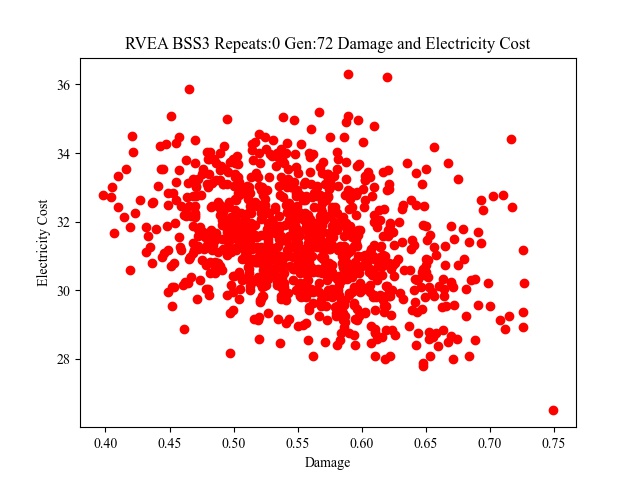 RVEA BSS3 Repeats:0 Gen:72 Damage and Electricity Cost
36
34
32
30
28
Electricity Cost
0.40 0.45 0.50 0.55 0.60 0.65 0.70 0.75
Damage